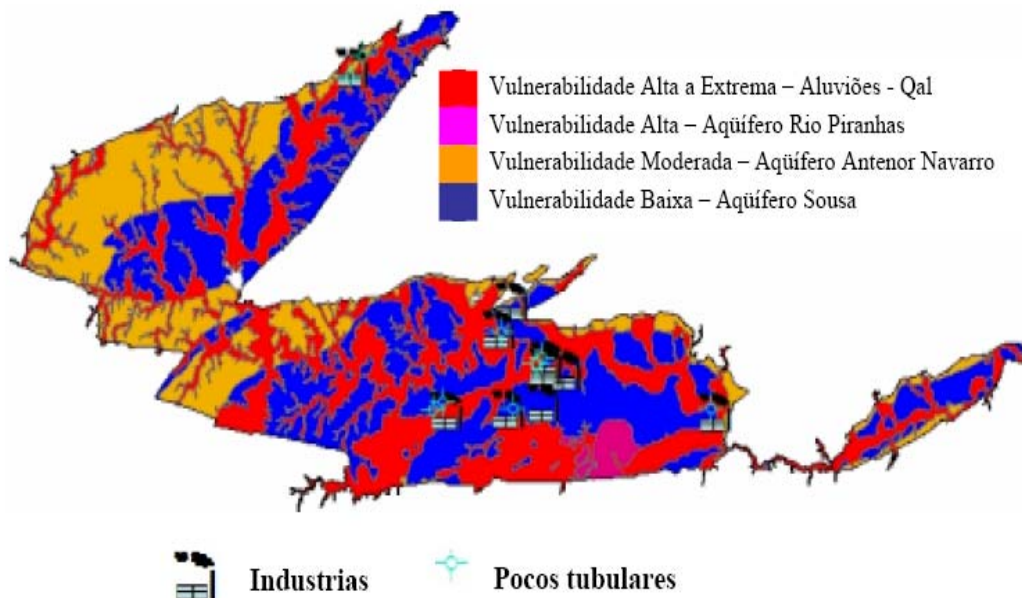 Vulnerabilidade Alta a Extrema – Aluviões - Qal
Vulnerabilidade Alta – Aqüífero Rio Piranhas
Vulnerabilidade Moderada – Aqüífero Antenor Navarro
Vulnerabilidade Baixa – Aqüífero Sousa
Industrias
Pocos tubulares